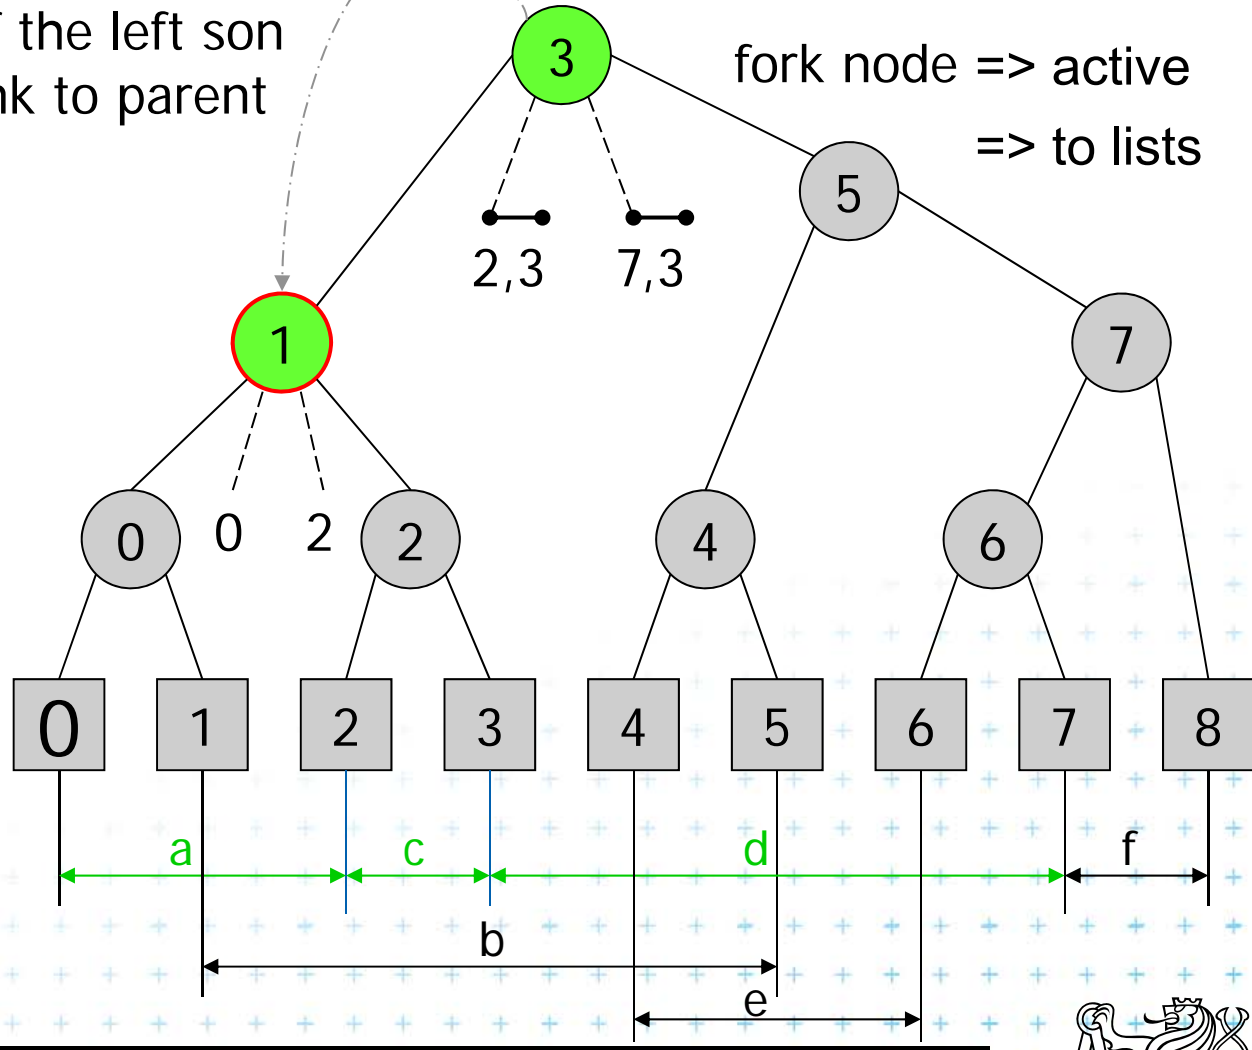 the left son
to parent
fork node => active
=> to lists
3
5
2,3 7,3
1
7
0 0 2 2 4 6
0 1 2 3 4 5 6 7 8
a c d f
b
e